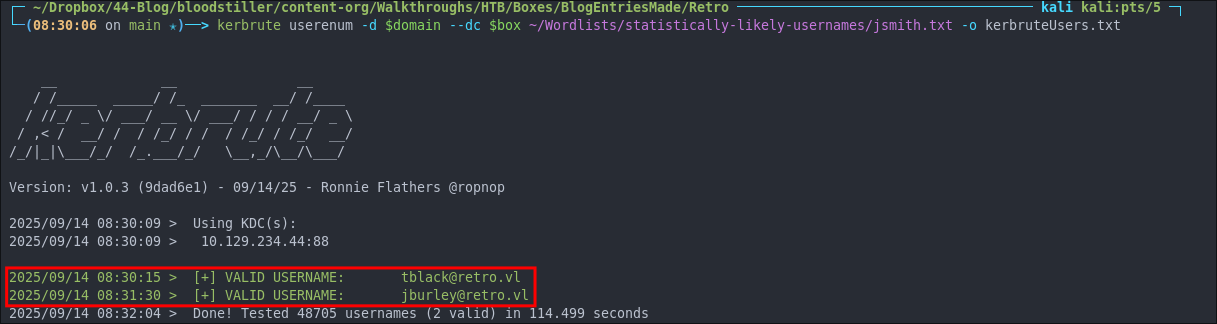 ~/Dropbox/44-Blog/bloodstiller/content-org/Walkthroughs/HTB/Boxes/BlogEntriesMade/Retro kali kali:pts/5
(08:30:06 on main ★)──> kerbrute userenum -d $domain --dc $box ~/Wordlists/statistically-likely-usernames/jsmith.txt -o kerbruteUsers.txt
    __             __               __
   / /_____  _____/ /_  _______  __/ /____
  / //_/ _ \/ ___/ __ \/ ___/ / / / __/ _ \
 / ,< /  __/ /  / /_/ / /  / /_/ / /_/  __/
/_/|_|\___/_/  /_.___/_/   \__,_/\__/\___/
Version: v1.0.3 (9dad6e1) - 09/14/25 - Ronnie Flathers @ropnop
2025/09/14 08:30:09 >  Using KDC(s):
2025/09/14 08:30:09 >   10.129.234.44:88
2025/09/14 08:30:15 >  [+] VALID USERNAME:       tblack@retro.vl
2025/09/14 08:31:30 >  [+] VALID USERNAME:       jburley@retro.vl
2025/09/14 08:32:04 >  Done! Tested 48705 usernames (2 valid) in 114.499 seconds